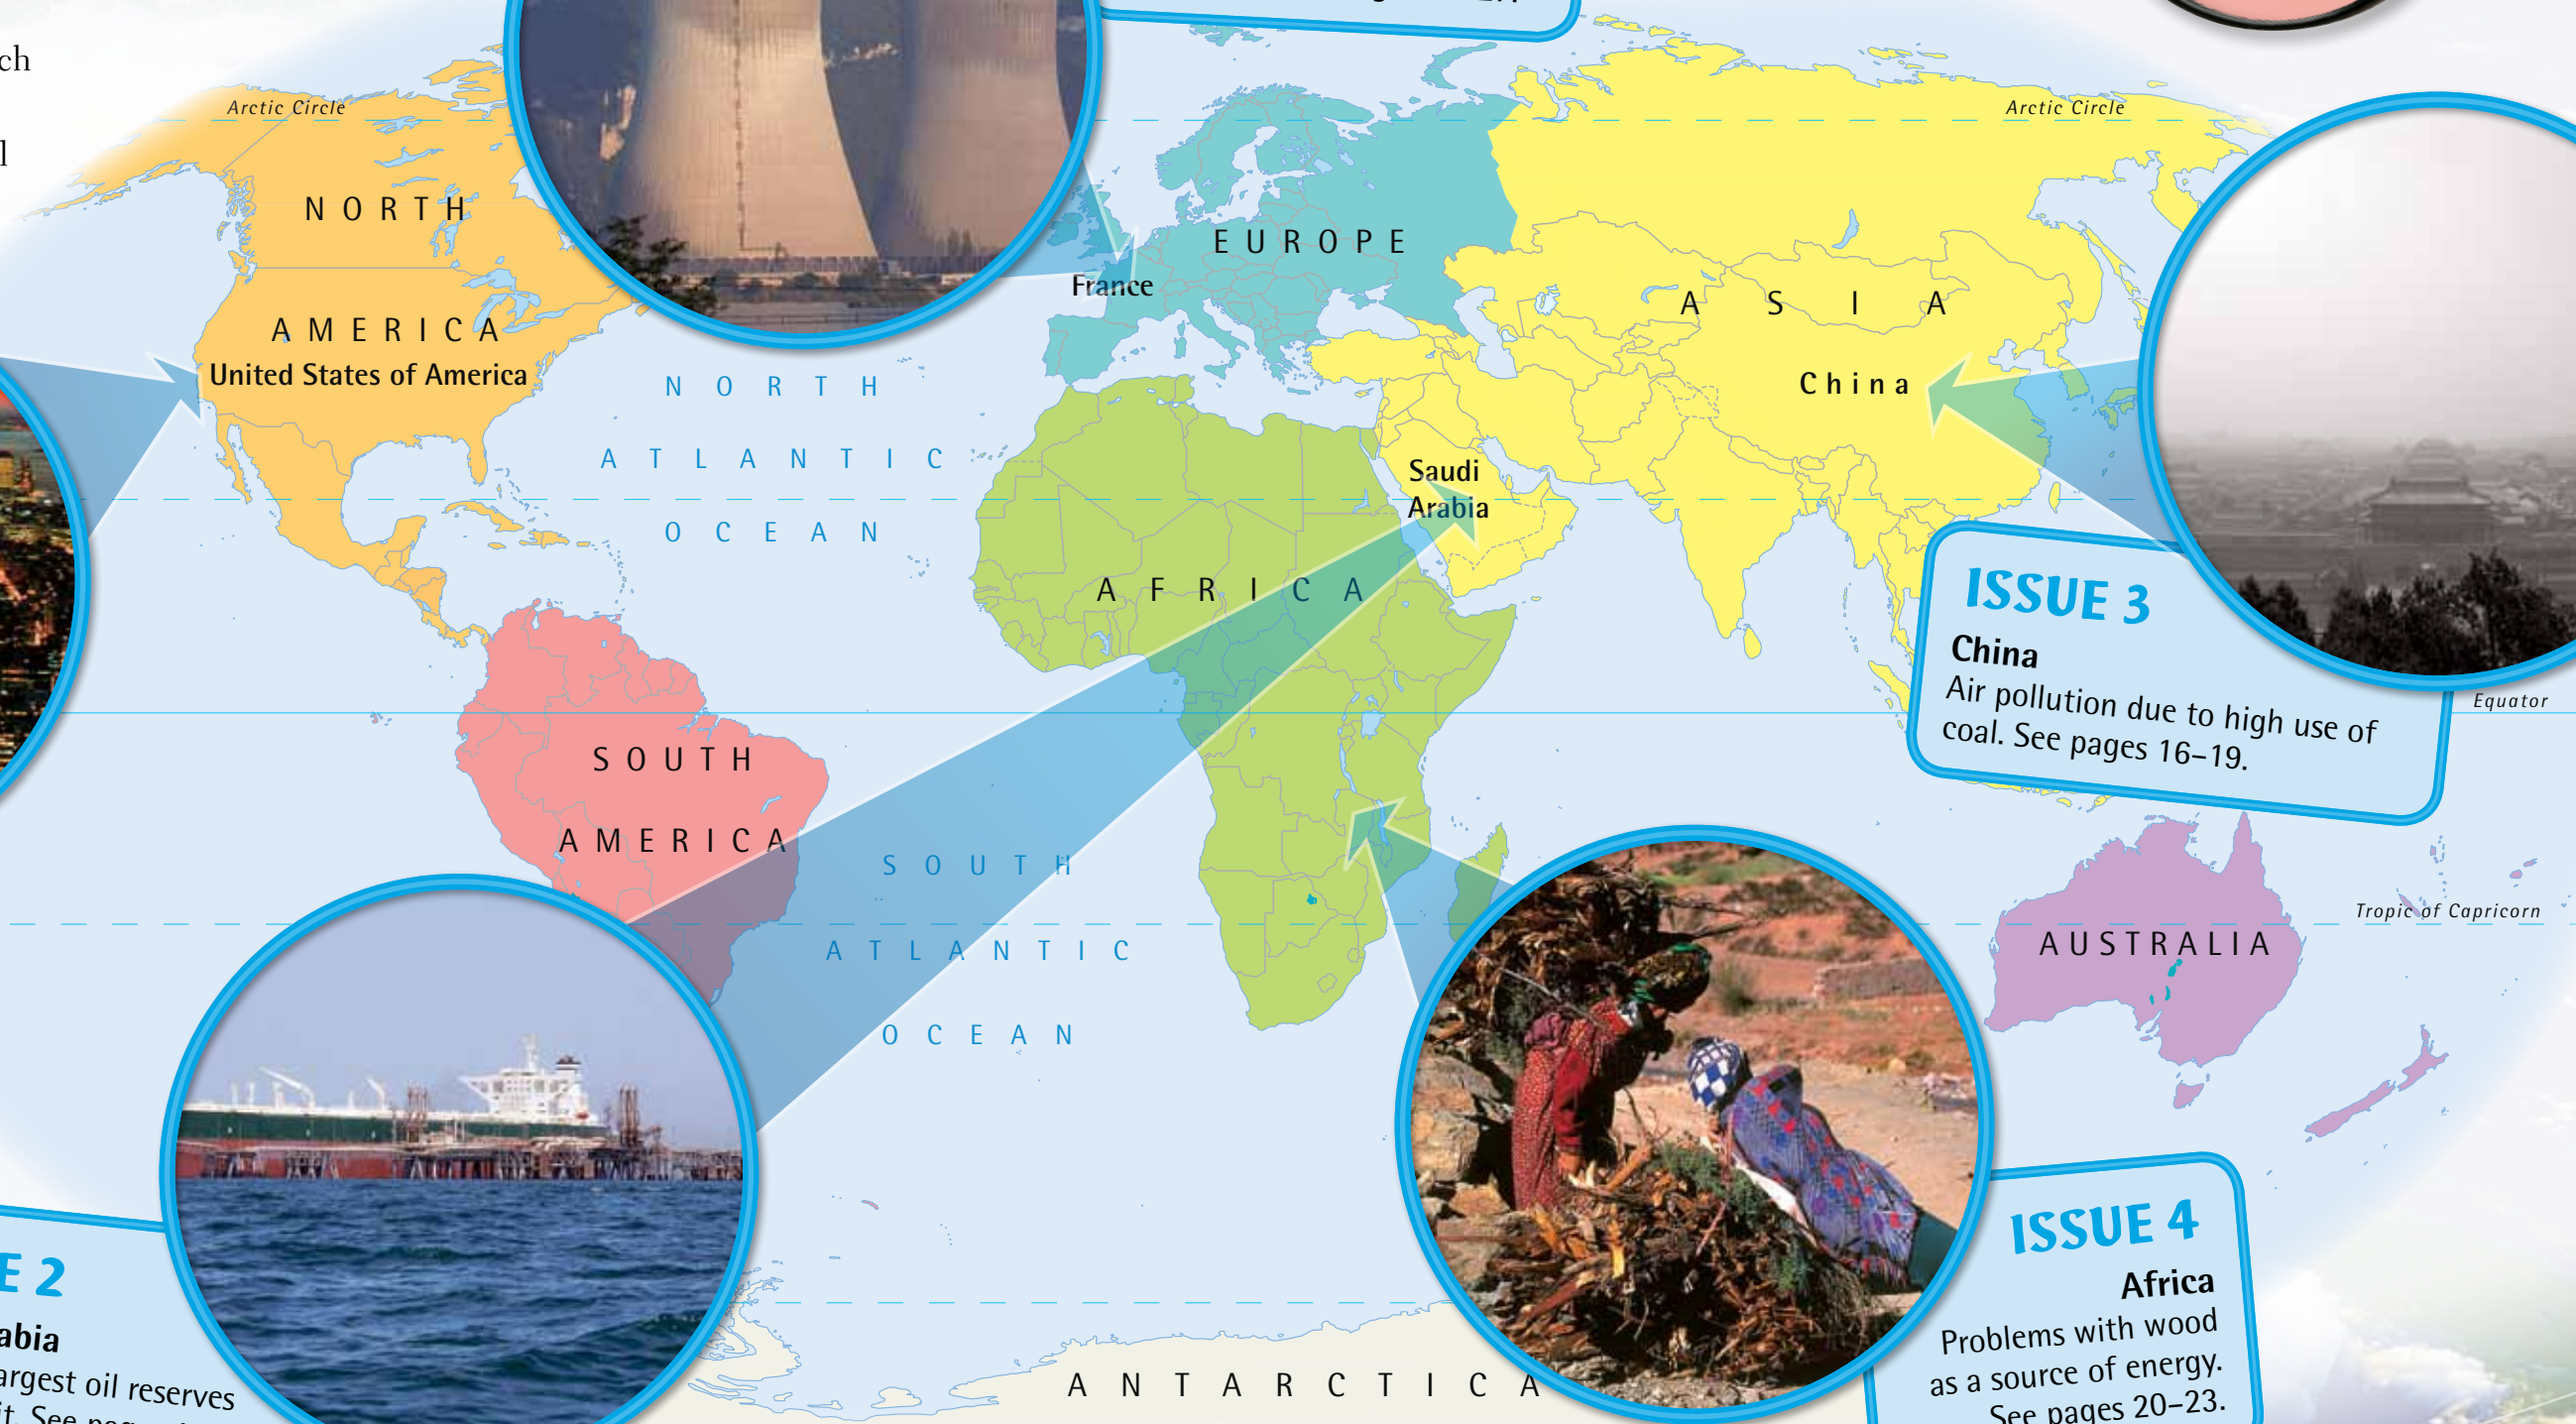 ch
l
Arctic Circle
Arctic Circle
NORTH
AMERICA
United States of America
EUROPE
France
ASIA
China
NORTH
ATLANTIC
OCEAN
Saudi
Arabia
AFRICA
ISSUE 3
China
Air pollution due to high use of
coal. See pages 16–19.
Equator
SOUTH
AMERICA
SOUTH
ATLANTIC
OCEAN
Tropic of Capricorn
AUSTRALIA
E 2
abia
argest oil reserves
it. See
ANTARCTICA
ISSUE 4
Africa
Problems with wood
as a source of energy.
See pages 20–23.